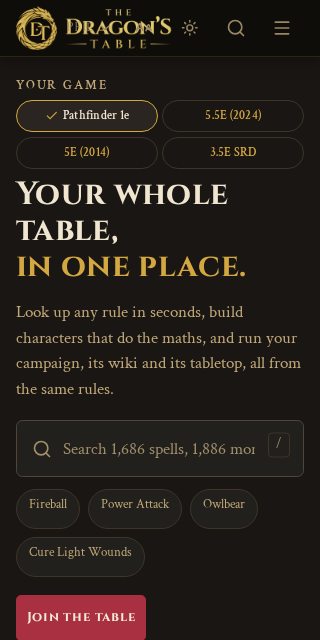 THE
DRAGON'S
TABLE
DT
YOUR GAME
Pathfinder 1e
5.5E (2024)
5E (2014)
3.5E SRD
YOUR WHOLE
TABLE,
IN ONE PLACE.
Look up any rule in seconds, build
characters that do the maths, and run your
campaign, its wiki and its tabletop, all from
the same rules.
Search 1,686 spells, 1,886 mor
/
Fireball
Power Attack
Owlbear
Cure Light Wounds
JOIN THE TABLE